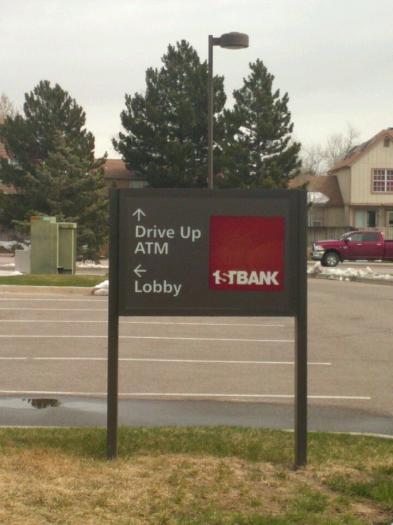 ↑
Drive Up
ATM
←
Lobby
1STBANK